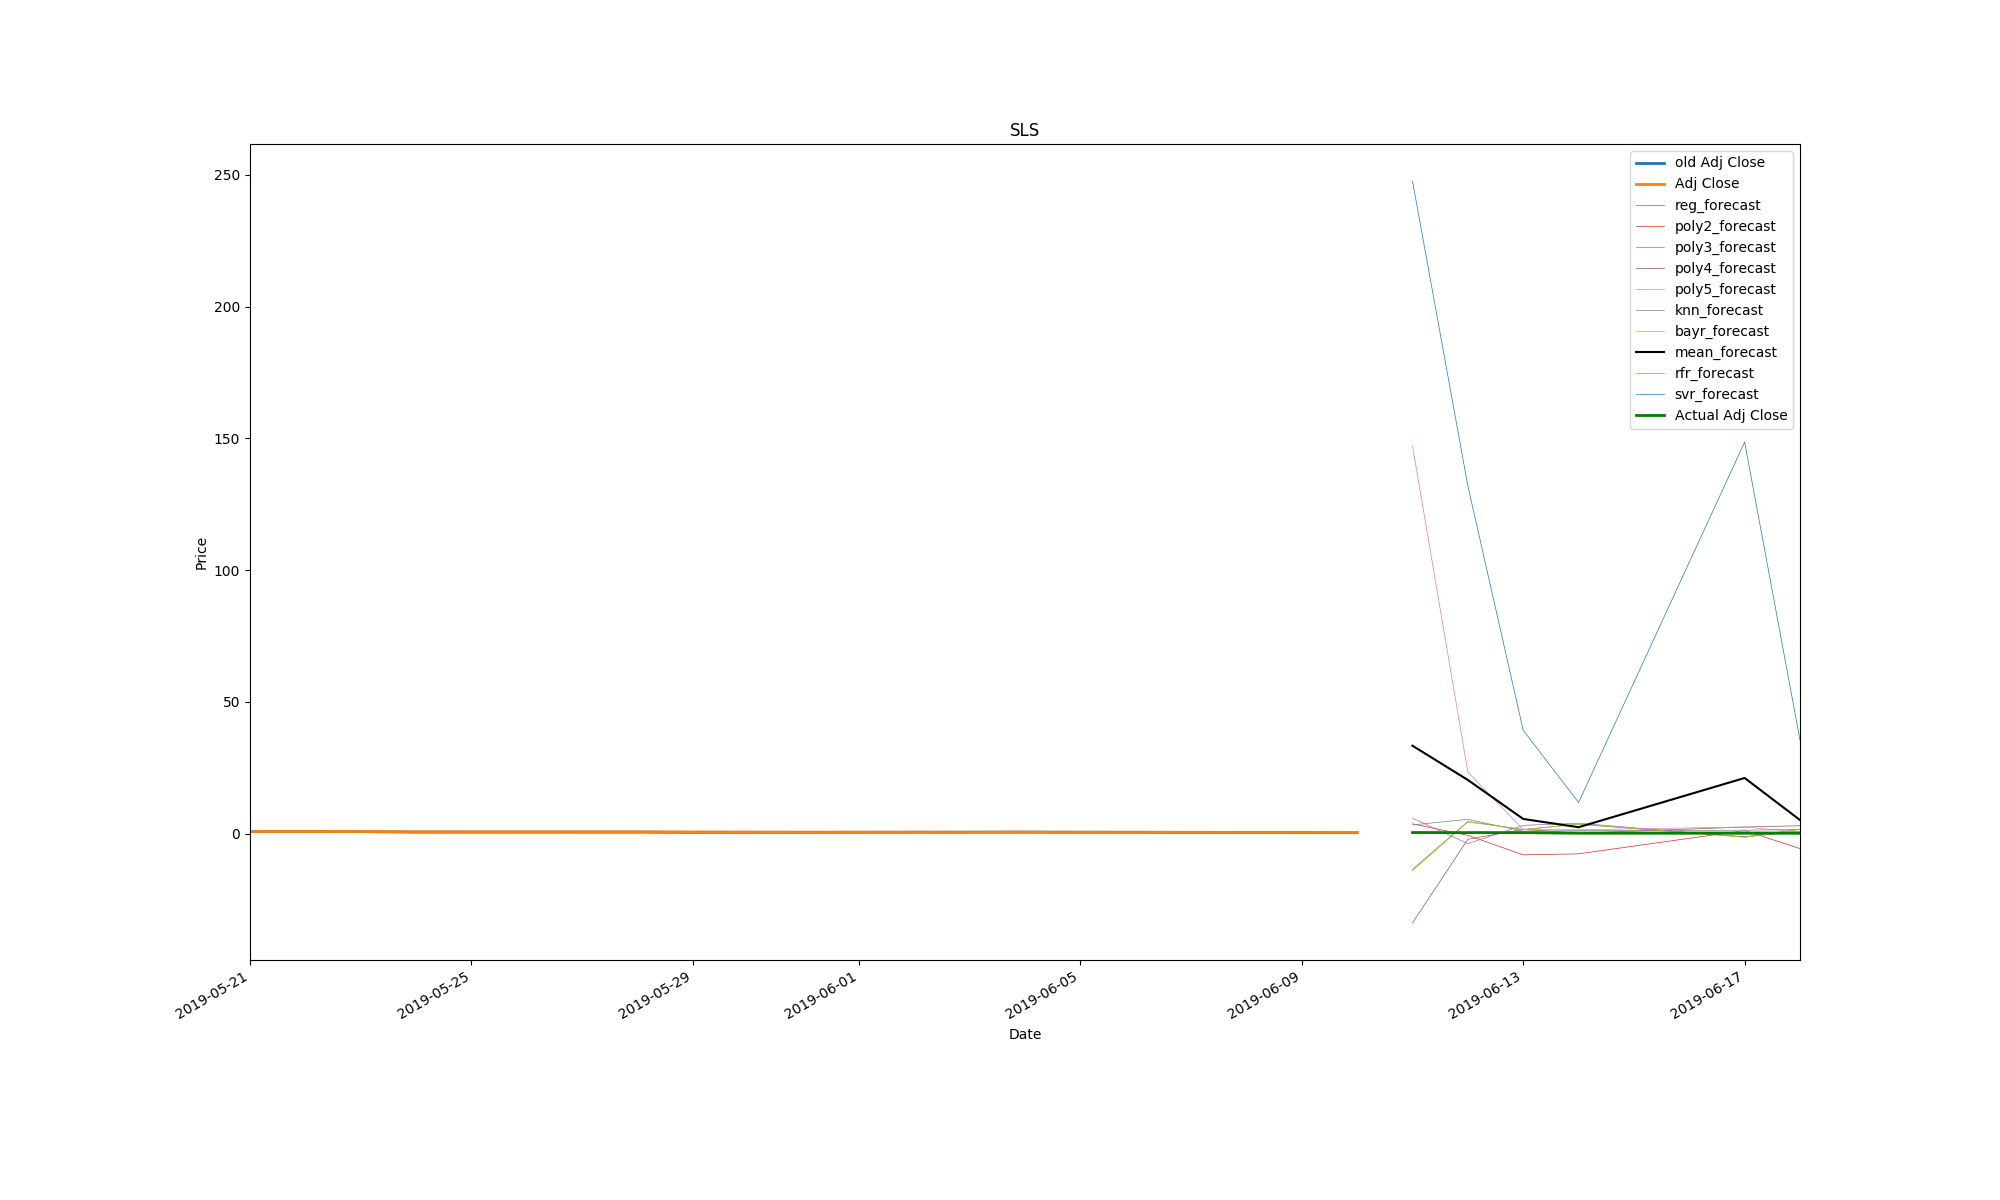 SLS
250
200
150
100
50
0
Price
old Adj Close
Adj Close
reg_forecast
poly2_forecast
poly3_forecast
poly4_forecast
poly5_forecast
knn_forecast
bayr_forecast
mean_forecast
rfr_forecast
svr_forecast
Actual Adj Close
2019-05-21
2019-05-25
2019-05-29
2019-06-01
2019-06-05
2019-06-09
2019-06-13
2019-06-17
Date